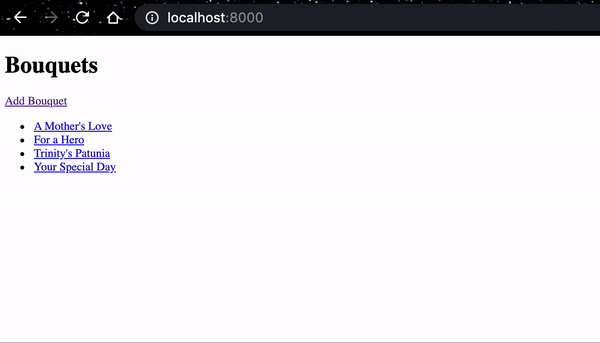 localhost:8000
Bouquets
Add Bouquet
A Mother's Love
For a Hero
Trinity's Patunia
Your Special Day